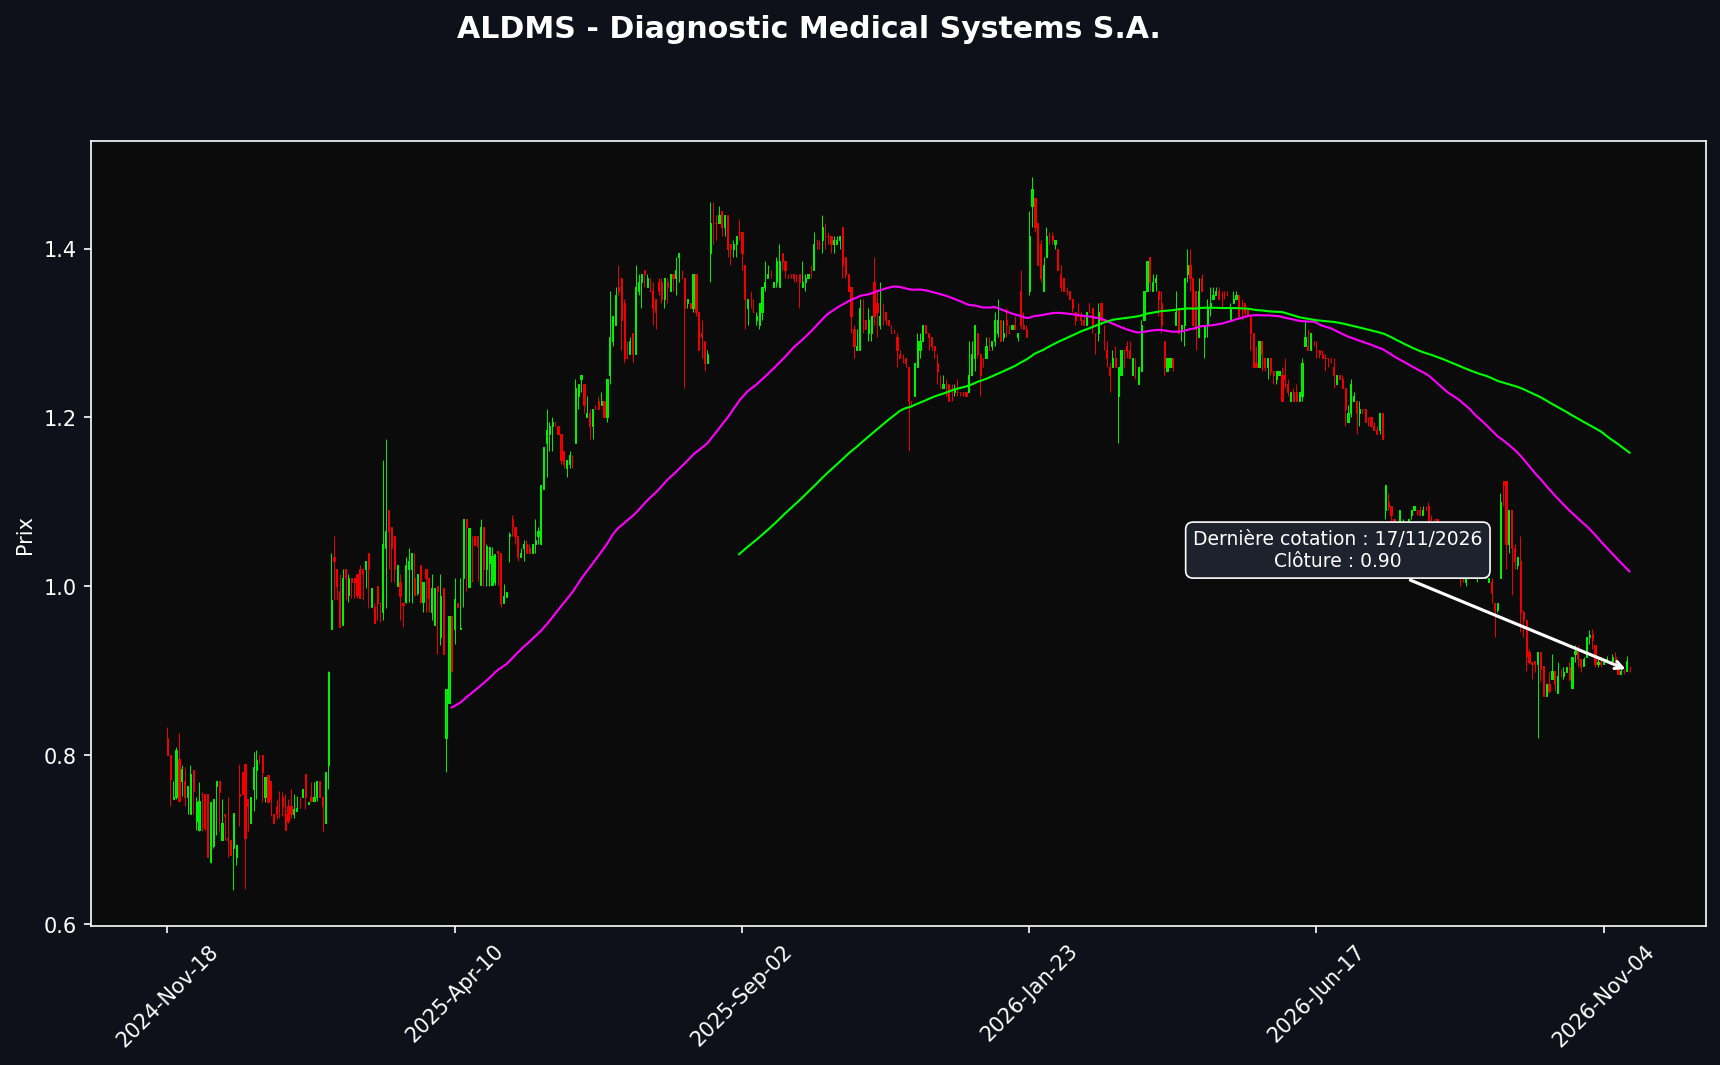 ALDMS - Diagnostic Medical Systems S.A.
Prix
1.4
1.2
1.0
0.8
0.6
Dernière cotation : 17/11/2026
Clôture : 0.90
2024-Nov-18
2025-Apr-10
2025-Sep-02
2026-Jan-23
2026-Jun-17
2026-Nov-04